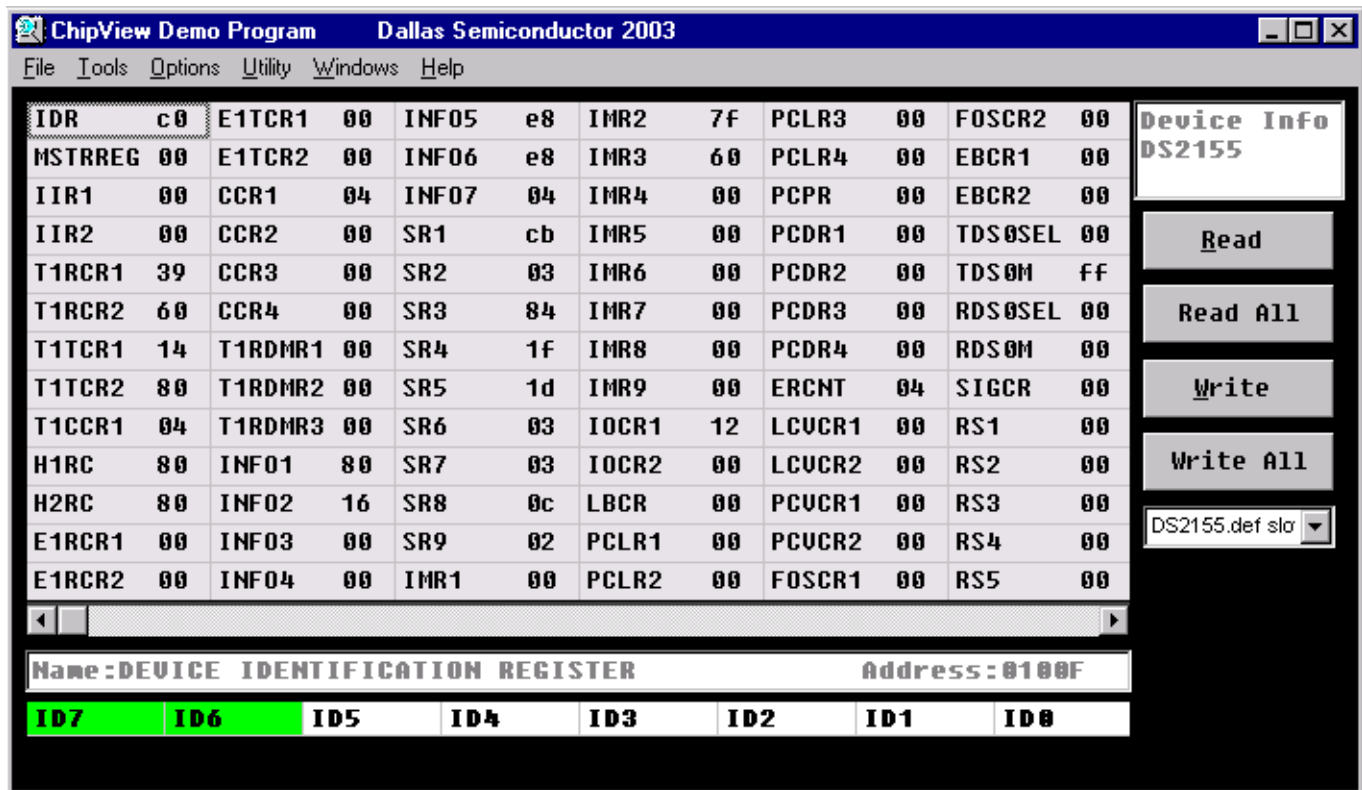 ChipView Demo Program Dallas Semiconductor 2003
File Tools Options Utility Windows Help
IDR c0 E1TCR1 00 INFO5 e8 IMR2 7f PCLR3 00 FOSCR2 00
MSTRREG 00 E1TCR2 00 INFO6 e8 IMR3 60 PCLR4 00 EBCR1 00
IIR1 00 CCR1 04 INFO7 04 IMR4 00 PCPR 00 EBCR2 00
IIR2 00 CCR2 00 SR1 cb IMR5 00 PCDR1 00 TDS0SEL 00
T1RCR1 39 CCR3 00 SR2 03 IMR6 00 PCDR2 00 TDS0M ff
T1RCR2 60 CCR4 00 SR3 84 IMR7 00 PCDR3 00 RDS0SEL 00
T1TCR1 14 T1RDMR1 00 SR4 1f IMR8 00 PCDR4 00 RDS0M 00
T1TCR2 80 T1RDMR2 00 SR5 1d IMR9 00 ERCNT 04 SIGCR 00
T1CCR1 04 T1RDMR3 00 SR6 03 IOCR1 12 LCVCR1 00 RS1 00
H1RC 80 INFO1 80 SR7 03 IOCR2 00 LCVCR2 00 RS2 00
H2RC 80 INFO2 16 SR8 0c LBCR 00 PCVCR1 00 RS3 00
E1RCR1 00 INFO3 00 SR9 02 PCLR1 00 PCVCR2 00 RS4 00
E1RCR2 00 INFO4 00 IMR1 00 PCLR2 00 FOSCR1 00 RS5 00
Device Info
DS2155
Read
Read All
Write
Write All
DS2155.def slo
Name:DEVICE IDENTIFICATION REGISTER Address:0100F
ID7 ID6 ID5 ID4 ID3 ID2 ID1 ID0